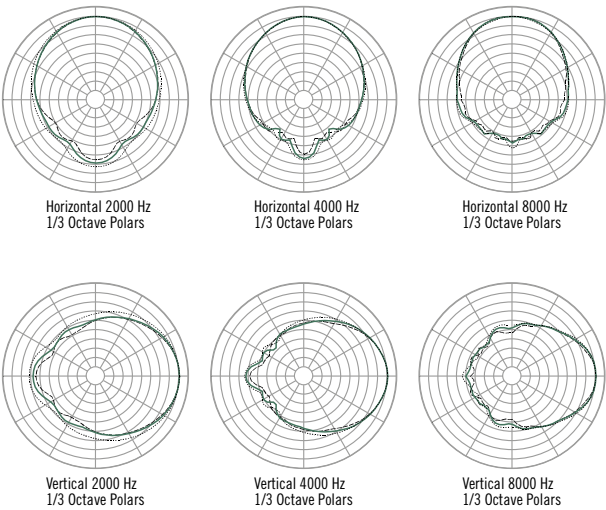 Horizontal 2000 Hz
1/3 Octave Polars
Horizontal 4000 Hz
1/3 Octave Polars
Horizontal 8000 Hz
1/3 Octave Polars
Vertical 2000 Hz
1/3 Octave Polars
Vertical 4000 Hz
1/3 Octave Polars
Vertical 8000 Hz
1/3 Octave Polars